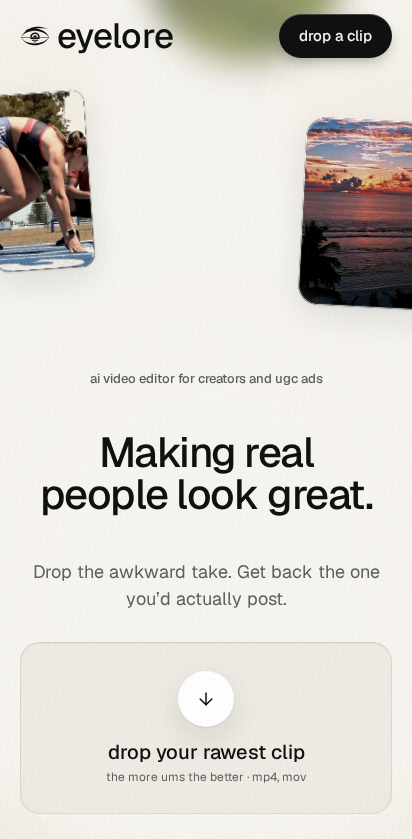 eyelore
drop a clip
ai video editor for creators and ugc ads
Making real
people look great.
Drop the awkward take. Get back the one
you’d actually post.
drop your rawest clip
the more ums the better · mp4, mov